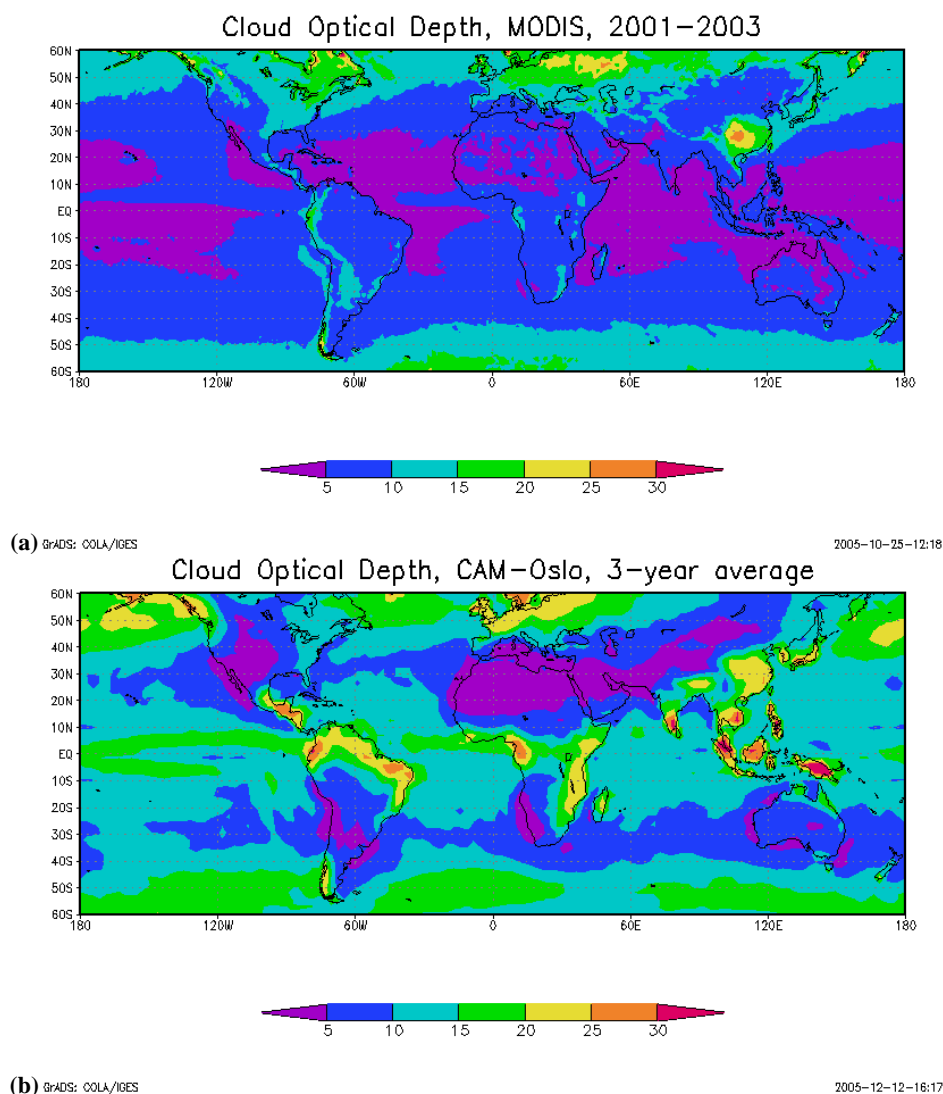 Cloud Optical Depth, MODIS, 2001-2003
60N
50N
40N
30N
20N
10N
EQ
10S
20S
30S
40S
50S
60S
180 120W 60W 0 60E 120E 180
5 10 15 20 25 30
(a) GrADS: COLA/IGES 2005-10-25-12:18
Cloud Optical Depth, CAM-Oslo, 3-year average
60N
50N
40N
30N
20N
10N
EQ
10S
20S
30S
40S
50S
60S
180 120W 60W 0 60E 120E 180
5 10 15 20 25 30
(b) GrADS: COLA/IGES 2005-12-12-16:17